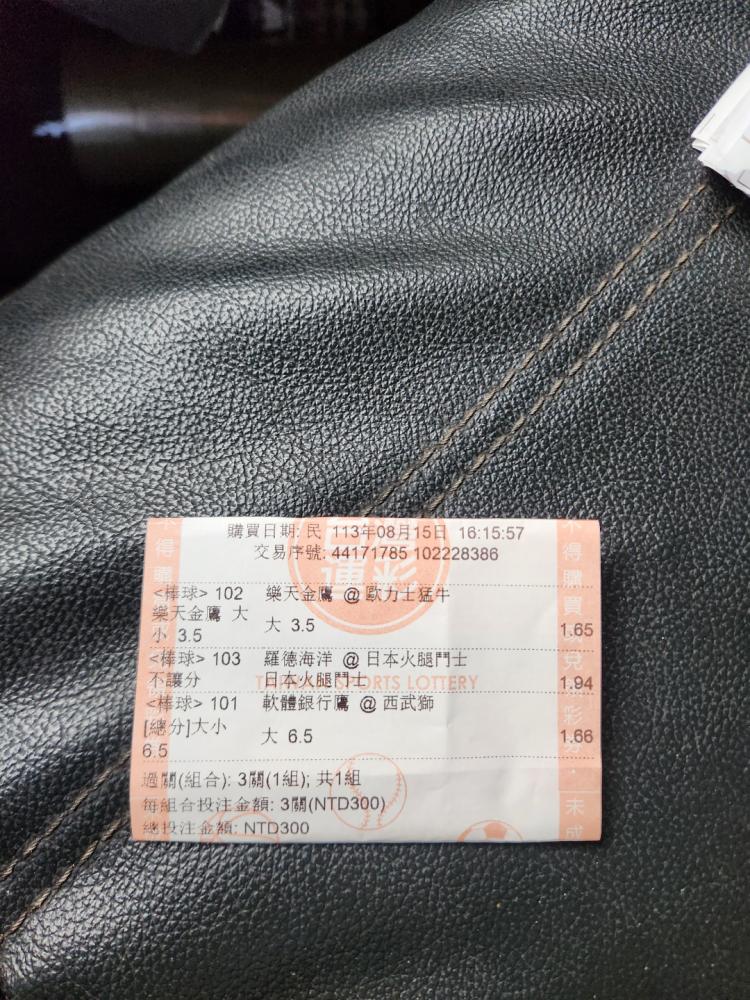 購買日期: 民 113年08月15日 16:15:57
交易序號: 44171785 102228386
<棒球> 102 樂天金鷹 @ 歐力士猛牛
樂天金鷹 大小 3.5 大 3.5 1.65
<棒球> 103 羅德海洋 @ 日本火腿鬥士
不讓分 日本火腿鬥士 1.94
SPORTS LOTTERY
<棒球> 101 軟體銀行鷹 @ 西武獅
[總分]大小 6.5 大 6.5 1.66
過關(組合): 3關(1組); 共1組
每組合投注金額: 3關(NTD300)
總投注金額: NTD300
不得購
不得購買或兌彩券．未成
運彩